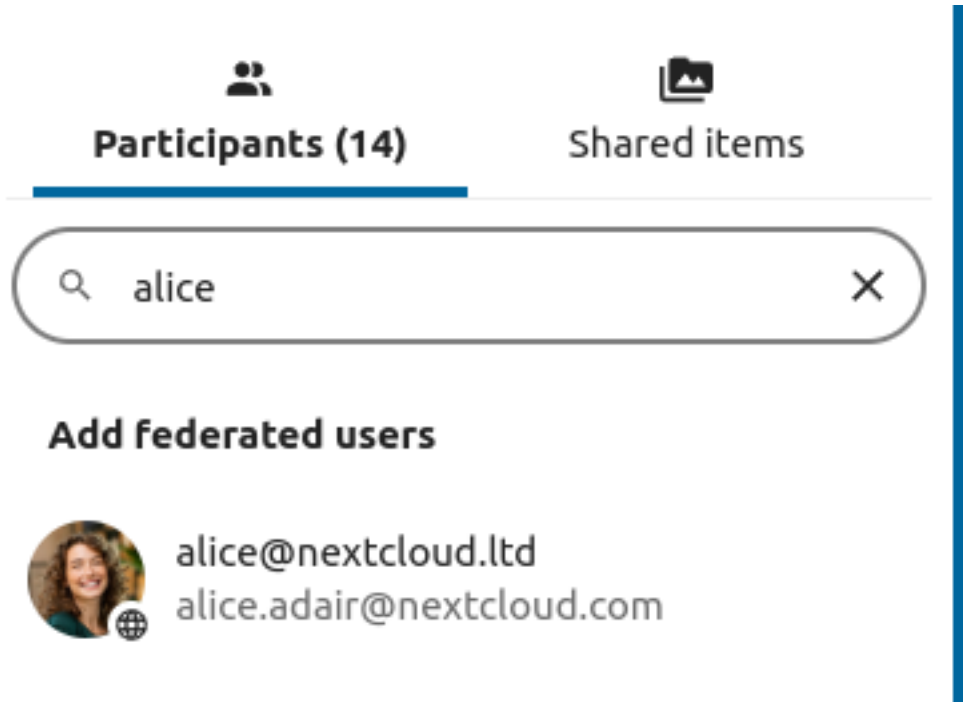 Participants (14)
Shared items
alice
Add federated users
alice@nextcloud.ltd
alice.adair@nextcloud.com